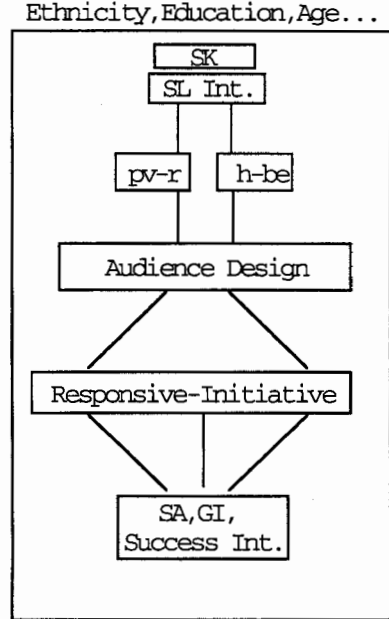 Ethnicity,Education,Age...
SK
SL Int.
pv-r h-be
Audience Design
Responsive-Initiative
SA,GI,
Success Int.